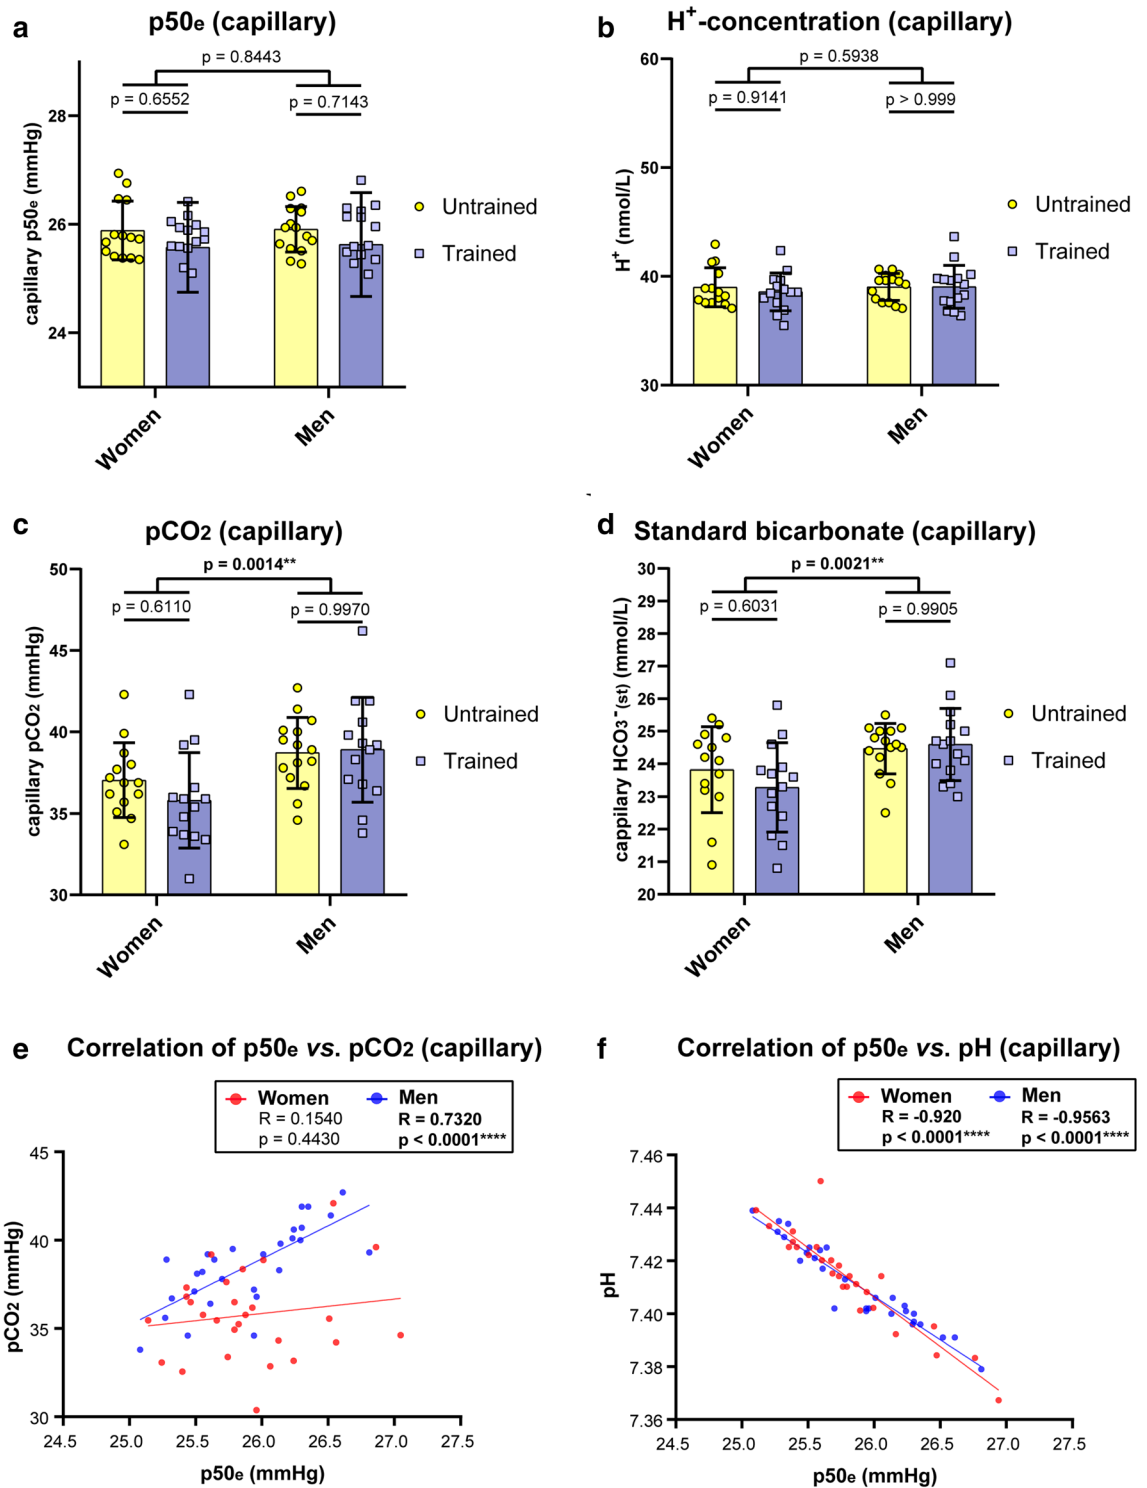 a
p50e (capillary)
p = 0.8443
p = 0.6552
p = 0.7143
capillary p50e (mmHg)
28
26
24
Women
Men
Untrained
Trained
b
H+-concentration (capillary)
p = 0.5938
p = 0.9141
p > 0.999
H+ (nmol/L)
60
50
40
30
Women
Men
Untrained
Trained
c
pCO2 (capillary)
p = 0.0014**
p = 0.6110
p = 0.9970
capillary pCO2 (mmHg)
50
45
40
35
30
Women
Men
Untrained
Trained
d
Standard bicarbonate (capillary)
p = 0.0021**
p = 0.6031
p = 0.9905
cappilary HCO3-(st) (mmol/L)
30
29
28
27
26
25
24
23
22
21
20
Women
Men
Untrained
Trained
e
Correlation of p50e vs. pCO2 (capillary)
Women Men
R = 0.1540 R = 0.7320
p = 0.4430 p < 0.0001****
pCO2 (mmHg)
45
40
35
30
24.5 25.0 25.5 26.0 26.5 27.0 27.5
p50e (mmHg)
f
Correlation of p50e vs. pH (capillary)
Women Men
R = -0.920 R = -0.9563
p < 0.0001**** p < 0.0001****
pH
7.46
7.44
7.42
7.40
7.38
7.36
24.5 25.0 25.5 26.0 26.5 27.0 27.5
p50e (mmHg)